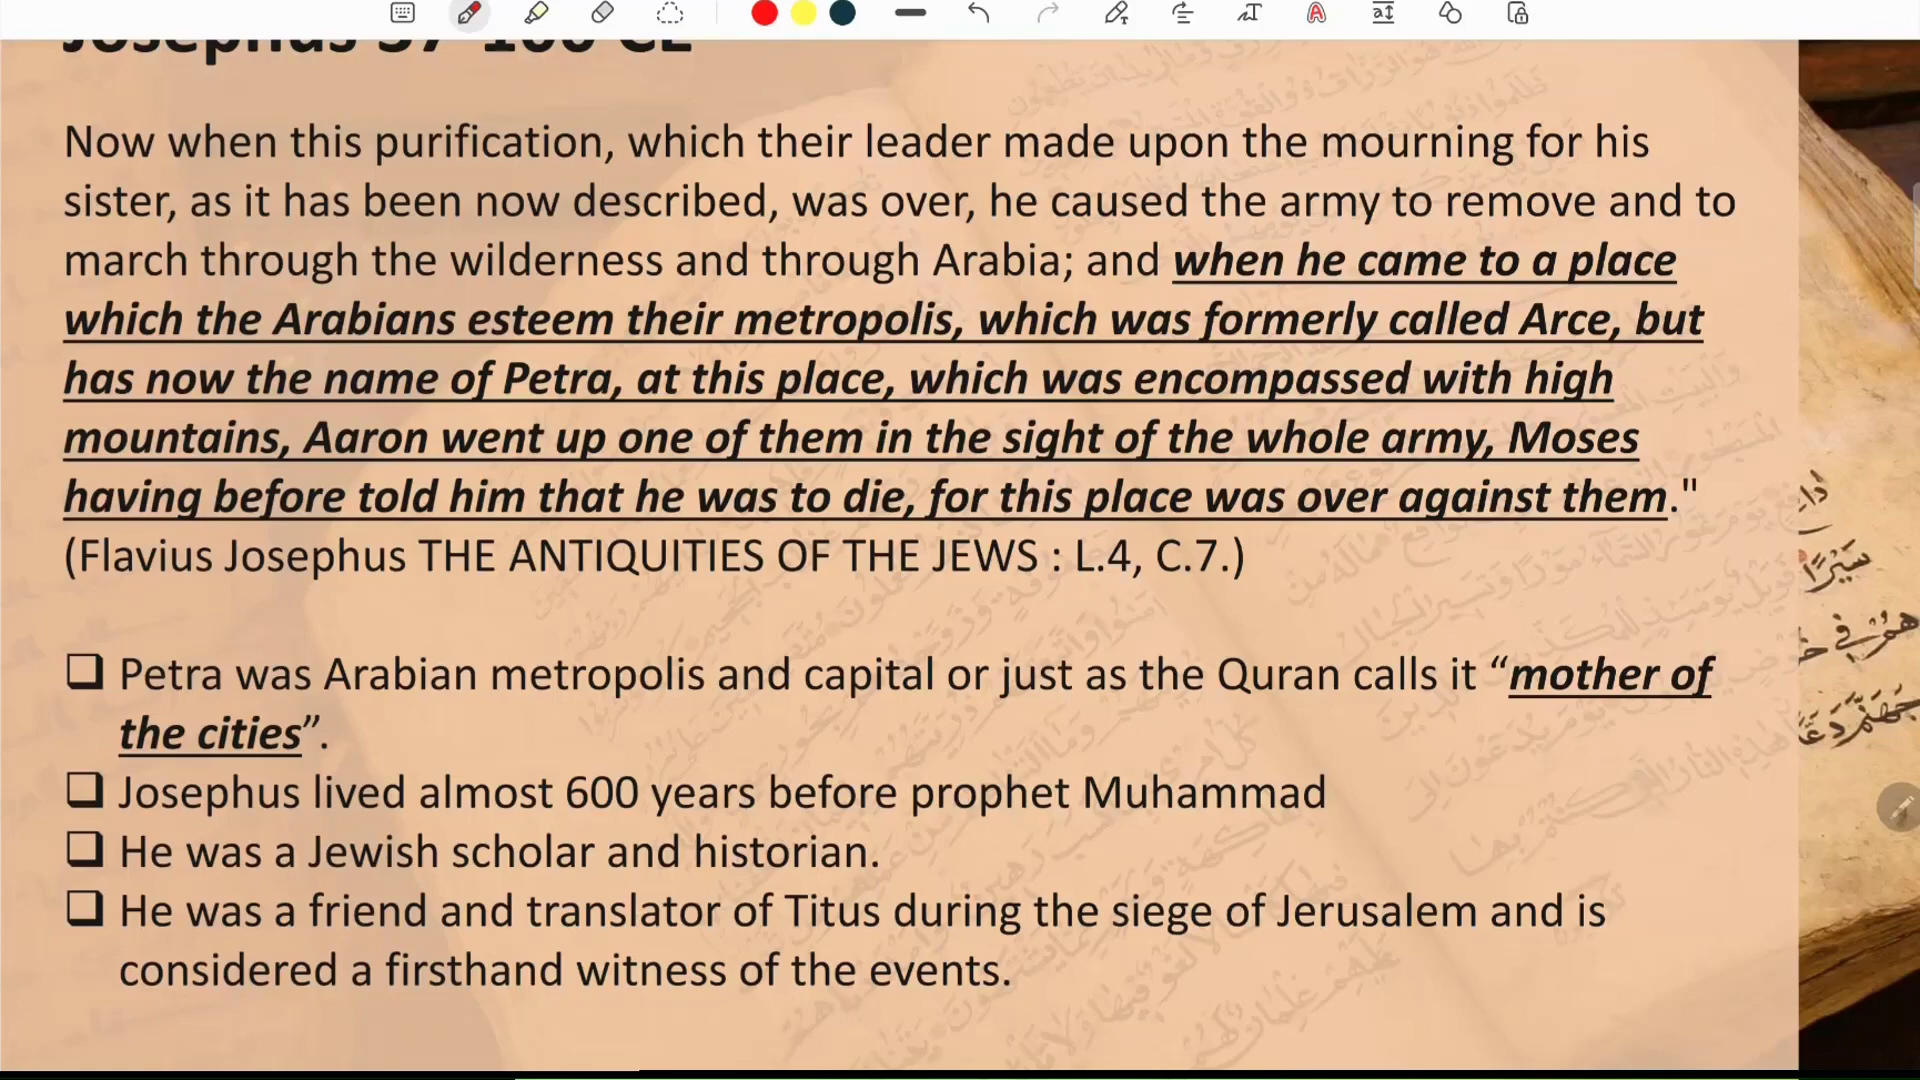 Josephus 37-100 CE
Now when this purification, which their leader made upon the mourning for his
sister, as it has been now described, was over, he caused the army to remove and to
march through the wilderness and through Arabia; and when he came to a place
which the Arabians esteem their metropolis, which was formerly called Arce, but
has now the name of Petra, at this place, which was encompassed with high
mountains, Aaron went up one of them in the sight of the whole army, Moses
having before told him that he was to die, for this place was over against them."
(Flavius Josephus THE ANTIQUITIES OF THE JEWS : L.4, C.7.)
❑ Petra was Arabian metropolis and capital or just as the Quran calls it “mother of
the cities”.
❑ Josephus lived almost 600 years before prophet Muhammad
❑ He was a Jewish scholar and historian.
❑ He was a friend and translator of Titus during the siege of Jerusalem and is
considered a firsthand witness of the events.